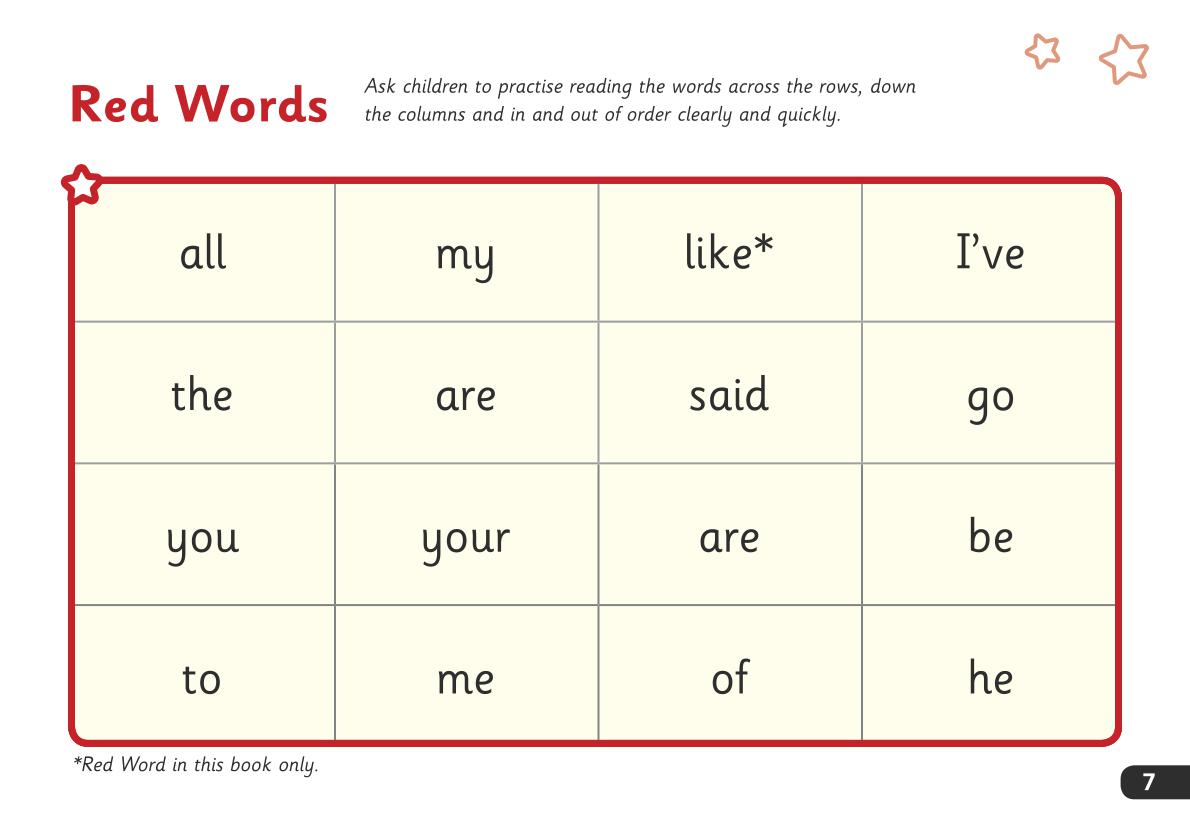 Red Words
Ask children to practise reading the words across the rows, down
the columns and in and out of order clearly and quickly.
all my like* I’ve
the are said go
you your are be
to me of he
*Red Word in this book only.
7